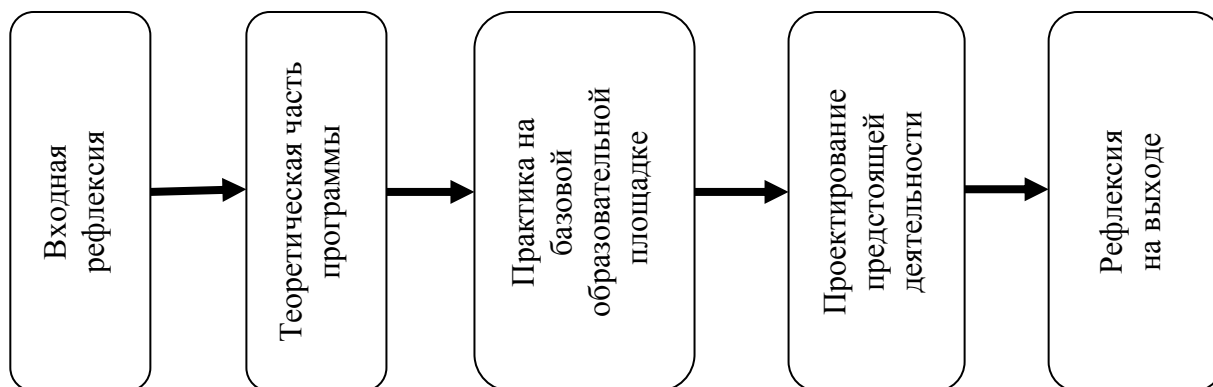 Входная
рефлексия
Теоретическая часть
программы
Практика на
базовой
образовательной
площадке
Проектирование
предстоящей
деятельности
Рефлексия
на выходе